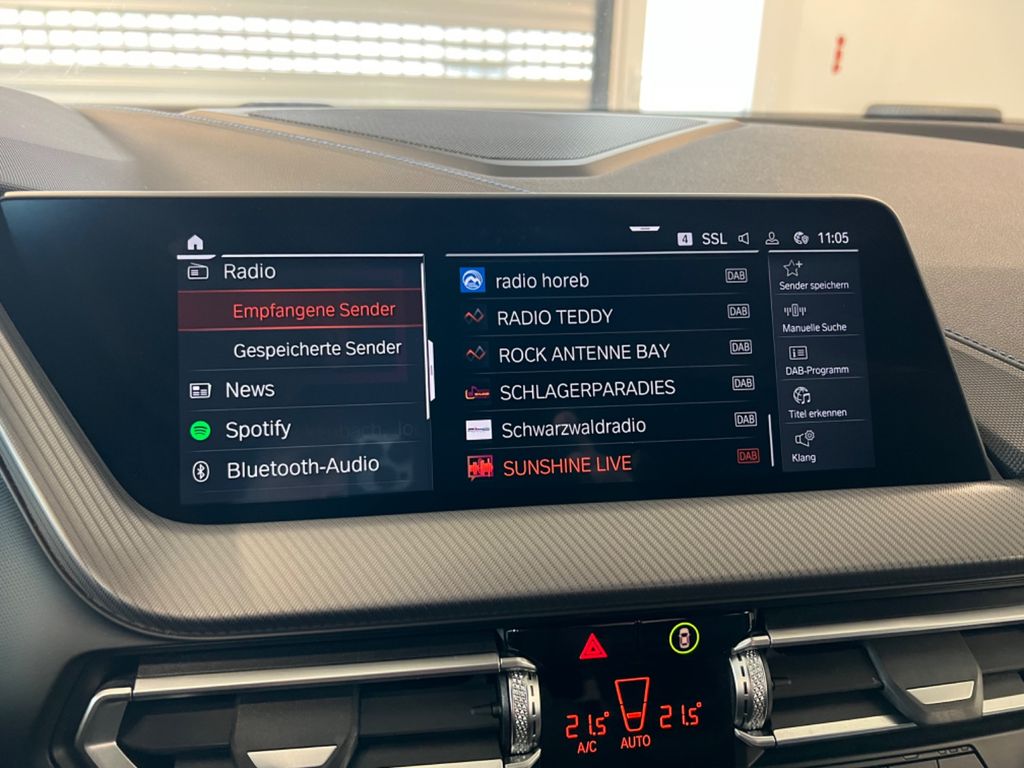 4 SSL 11:05
Radio
Empfangene Sender
Gespeicherte Sender
News
Spotify
Bluetooth-Audio
radio horeb DAB
RADIO TEDDY DAB
ROCK ANTENNE BAY DAB
SCHLAGERPARADIES DAB
Schwarzwaldradio DAB
SUNSHINE LIVE DAB
Sender speichern
Manuelle Suche
DAB-Programm
Titel erkennen
Klang
21.5 21.5
A/C AUTO